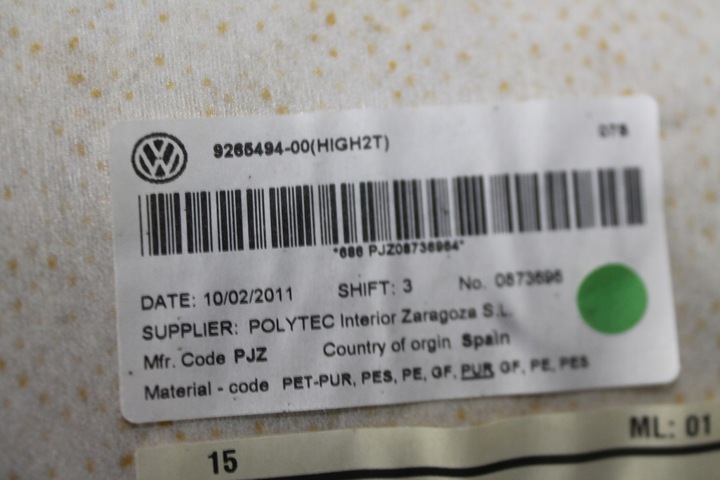 9265494-00(HIGH2T) 078
*686 PJZ08736964*
DATE: 10/02/2011 SHIFT: 3 No. 0873696
SUPPLIER: POLYTEC Interior Zaragoza S.L.
Mfr. Code PJZ Country of orgin Spain
Material - code PET-PUR, PES, PE, GF, PUR GF, PE, PES
ML: 01
15